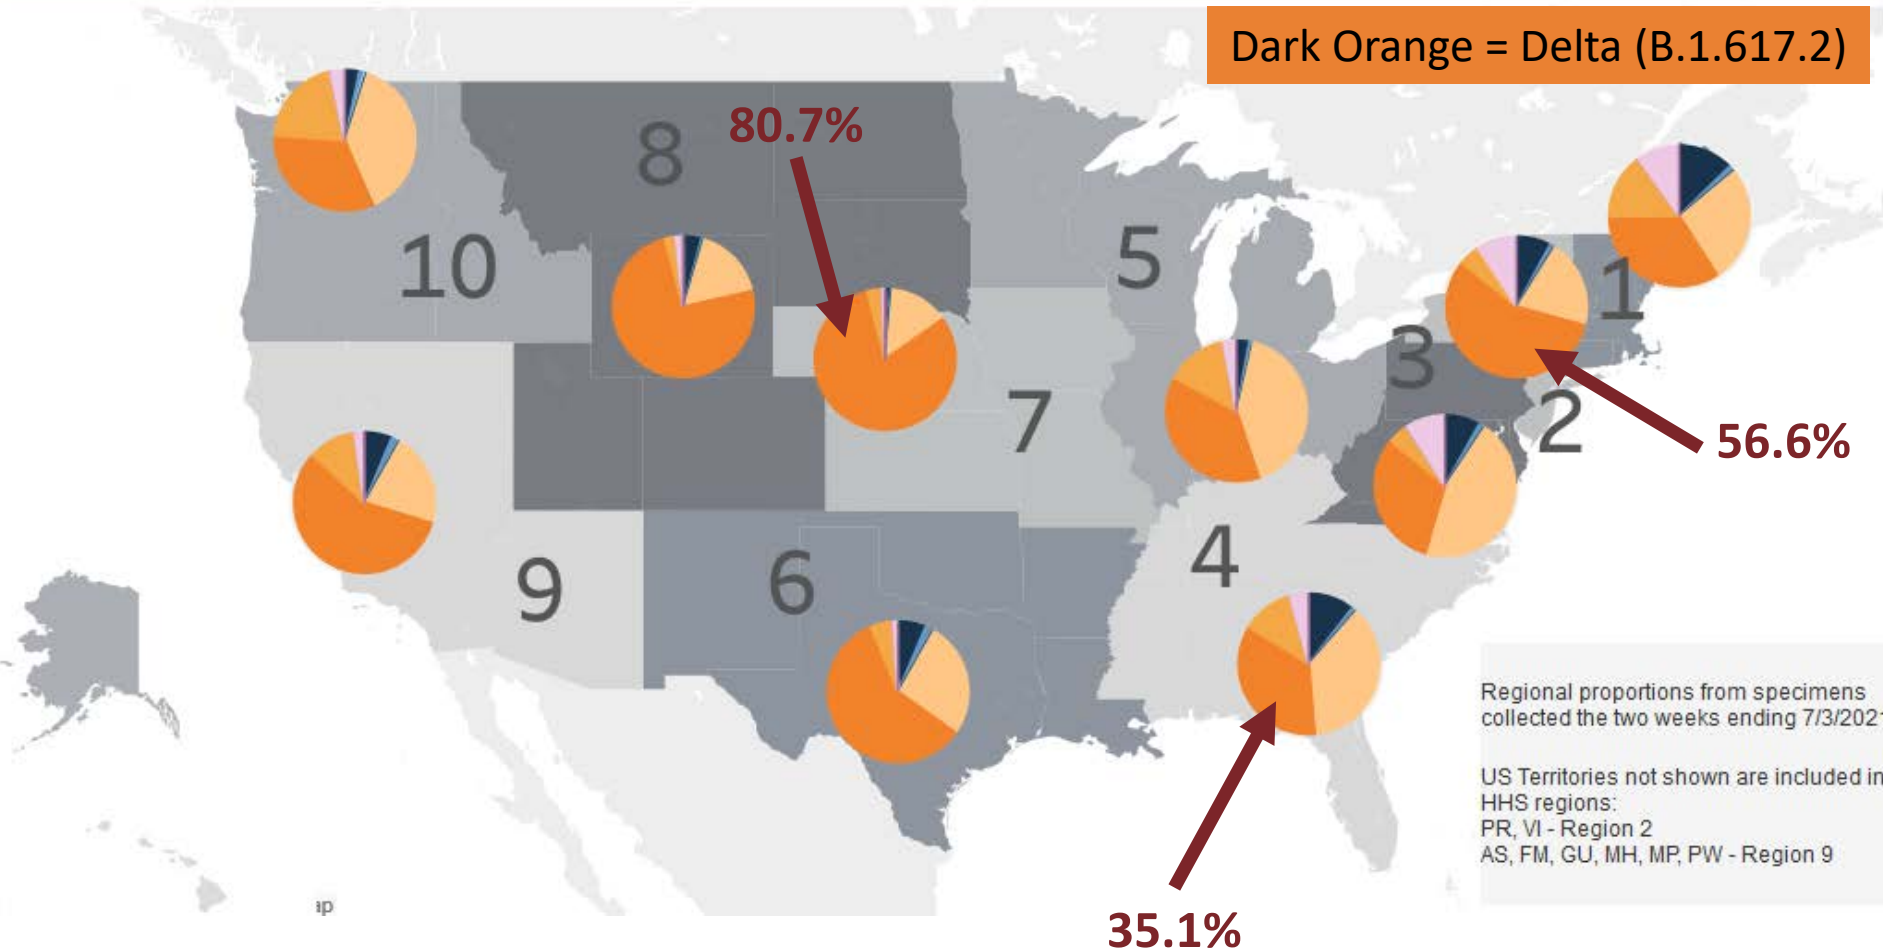 Dark Orange = Delta (B.1.617.2)
80.7%
8
10
5
1
3
2
7
56.6%
4
9
6
Regional proportions from specimens
collected the two weeks ending 7/3/202
US Territories not shown are included in
HHS regions:
PR, VI - Region 2
AS, FM, GU, MH, MP, PW - Region 9
35.1%